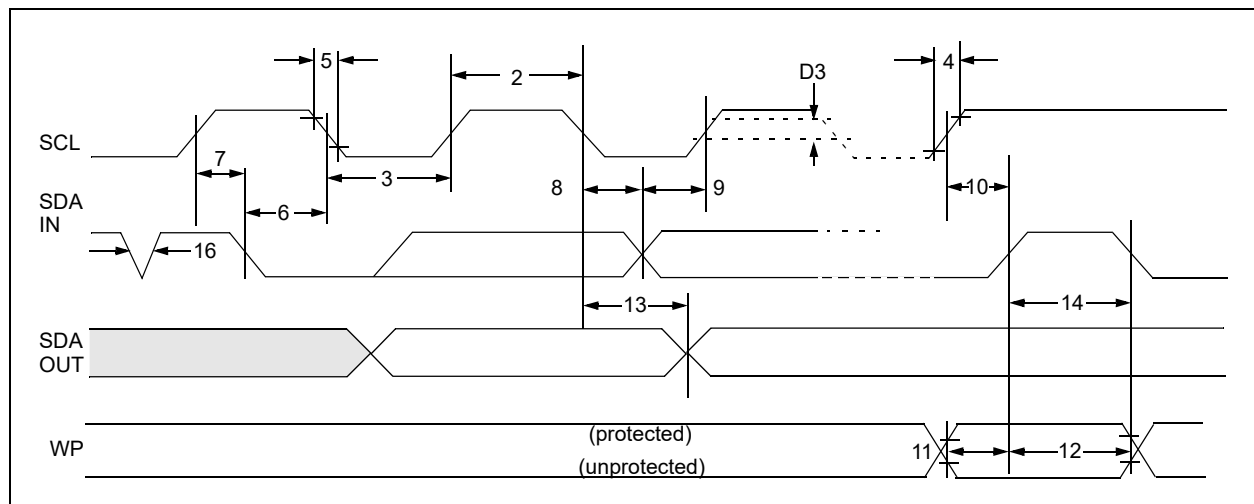 5
2
D3
4
SCL
7
3
8
9
10
SDA
IN
6
16
13
14
SDA
OUT
WP
(protected)
(unprotected)
11
12